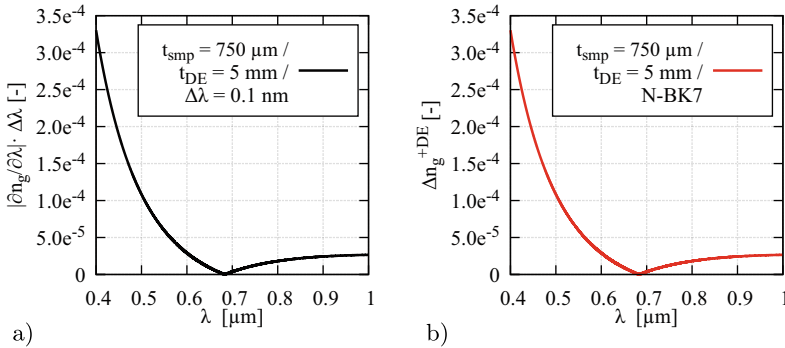 |∂n_g/∂λ|· Δλ [-]
3.5e⁻⁴
3.0e⁻⁴
2.5e⁻⁴
2.0e⁻⁴
1.5e⁻⁴
1.0e⁻⁴
5.0e⁻⁵
0
t_smp = 750 µm /
t_DE = 5 mm /
Δλ = 0.1 nm
0.4 0.5 0.6 0.7 0.8 0.9 1
λ [µm]
a)
Δn_g^+DE [-]
3.5e⁻⁴
3.0e⁻⁴
2.5e⁻⁴
2.0e⁻⁴
1.5e⁻⁴
1.0e⁻⁴
5.0e⁻⁵
0
t_smp = 750 µm /
t_DE = 5 mm /
N-BK7
0.4 0.5 0.6 0.7 0.8 0.9 1
λ [µm]
b)